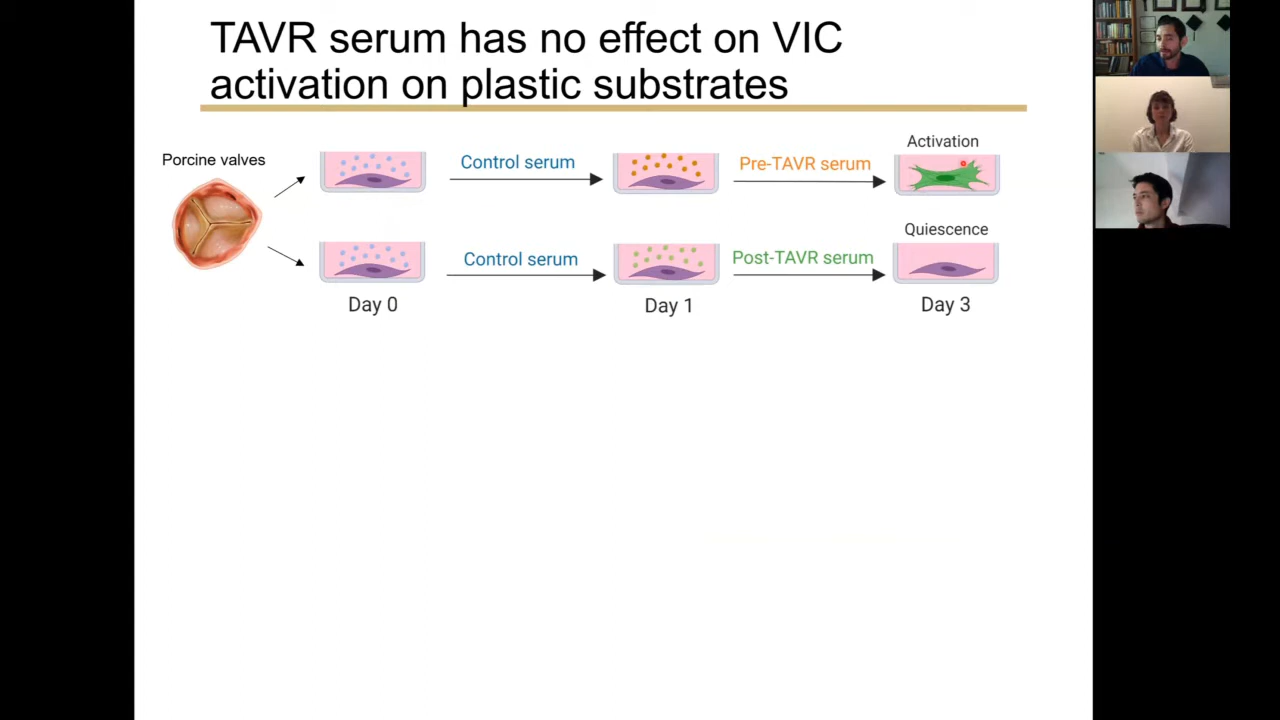 TAVR serum has no effect on VIC
activation on plastic substrates
Porcine valves
Control serum
Pre-TAVR serum
Activation
Control serum
Post-TAVR serum
Quiescence
Day 0
Day 1
Day 3